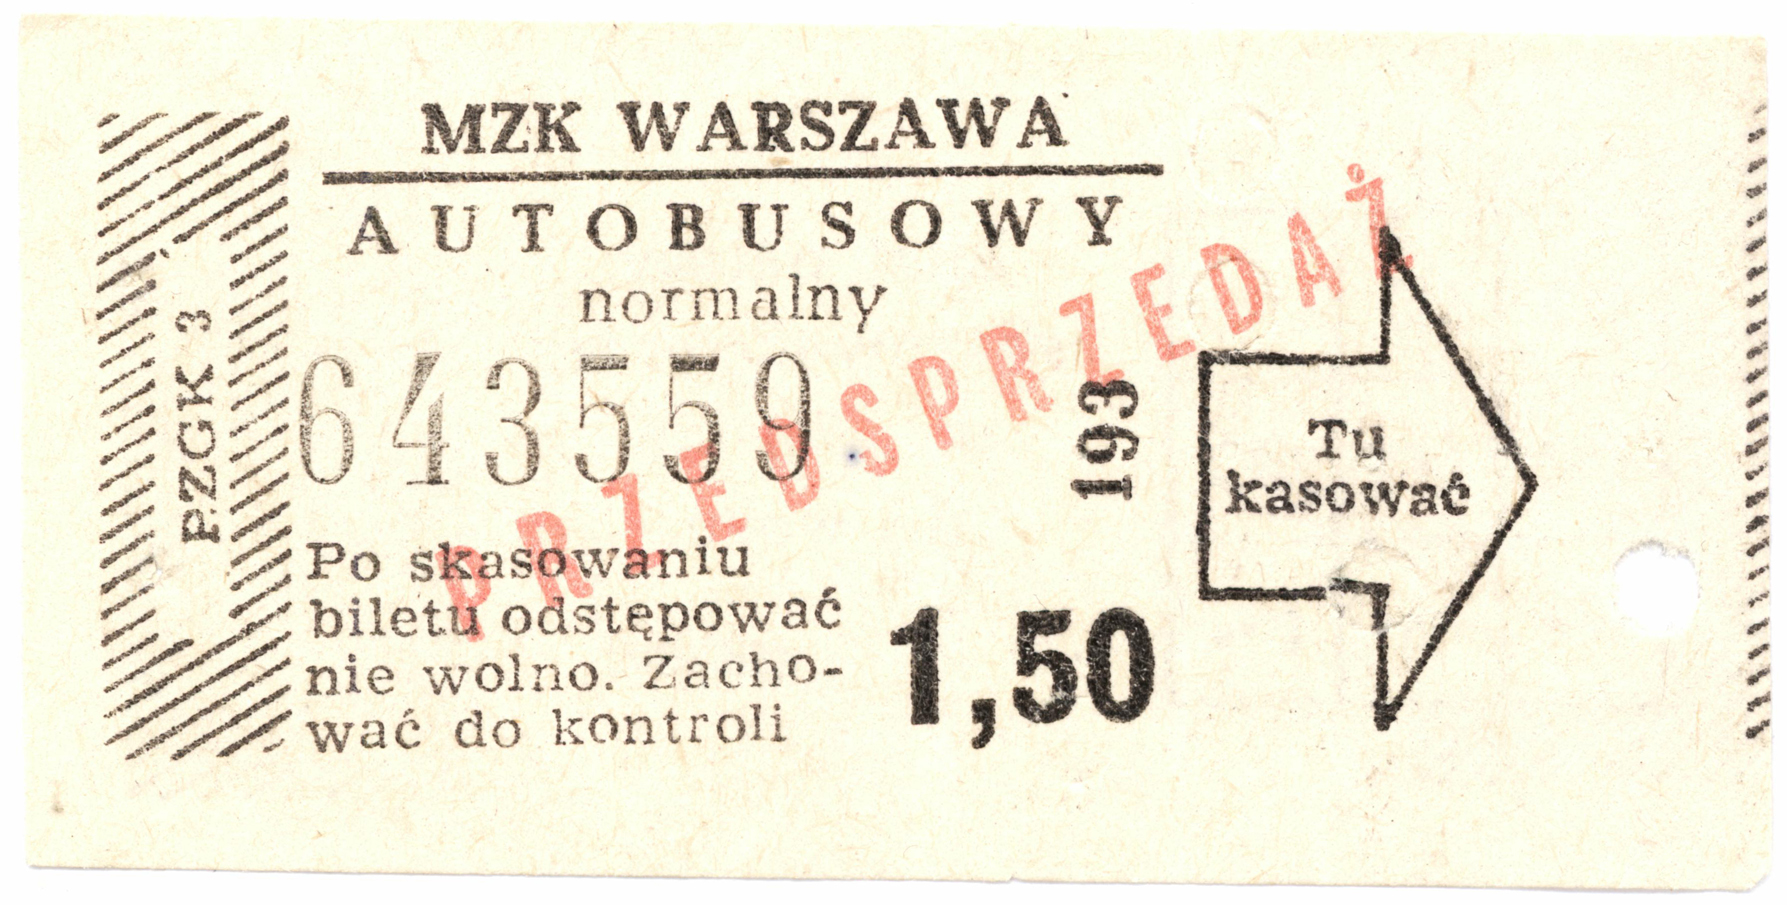 MZK WARSZAWA
AUTOBUSOWY
normalny
643559
PRZEDSPRZEDAŻ
193
P.ZGK 3
Po skasowaniu
biletu odstępować
nie wolno. Zacho-
wać do kontroli
1,50
Tu
kasować